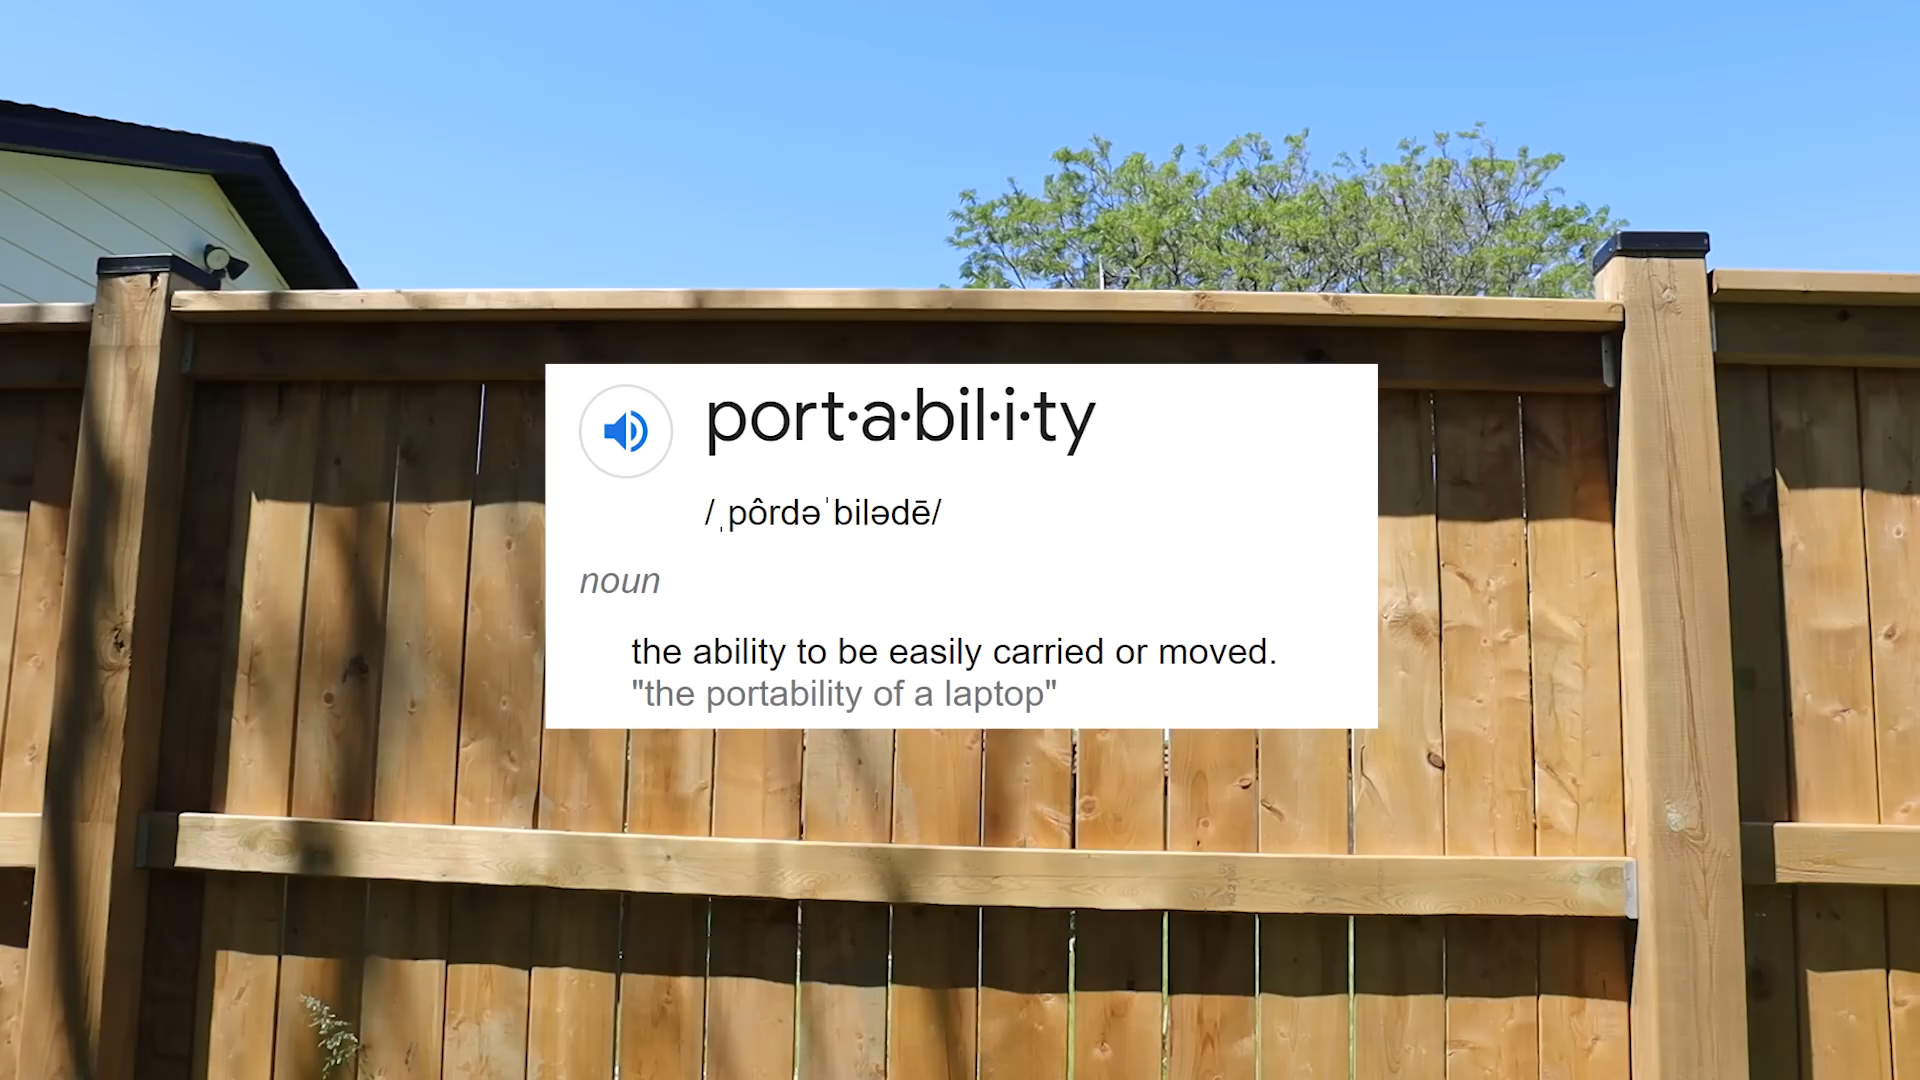 port·a·bil·i·ty
/ˌpôrdəˈbilədē/
noun
the ability to be easily carried or moved.
"the portability of a laptop"